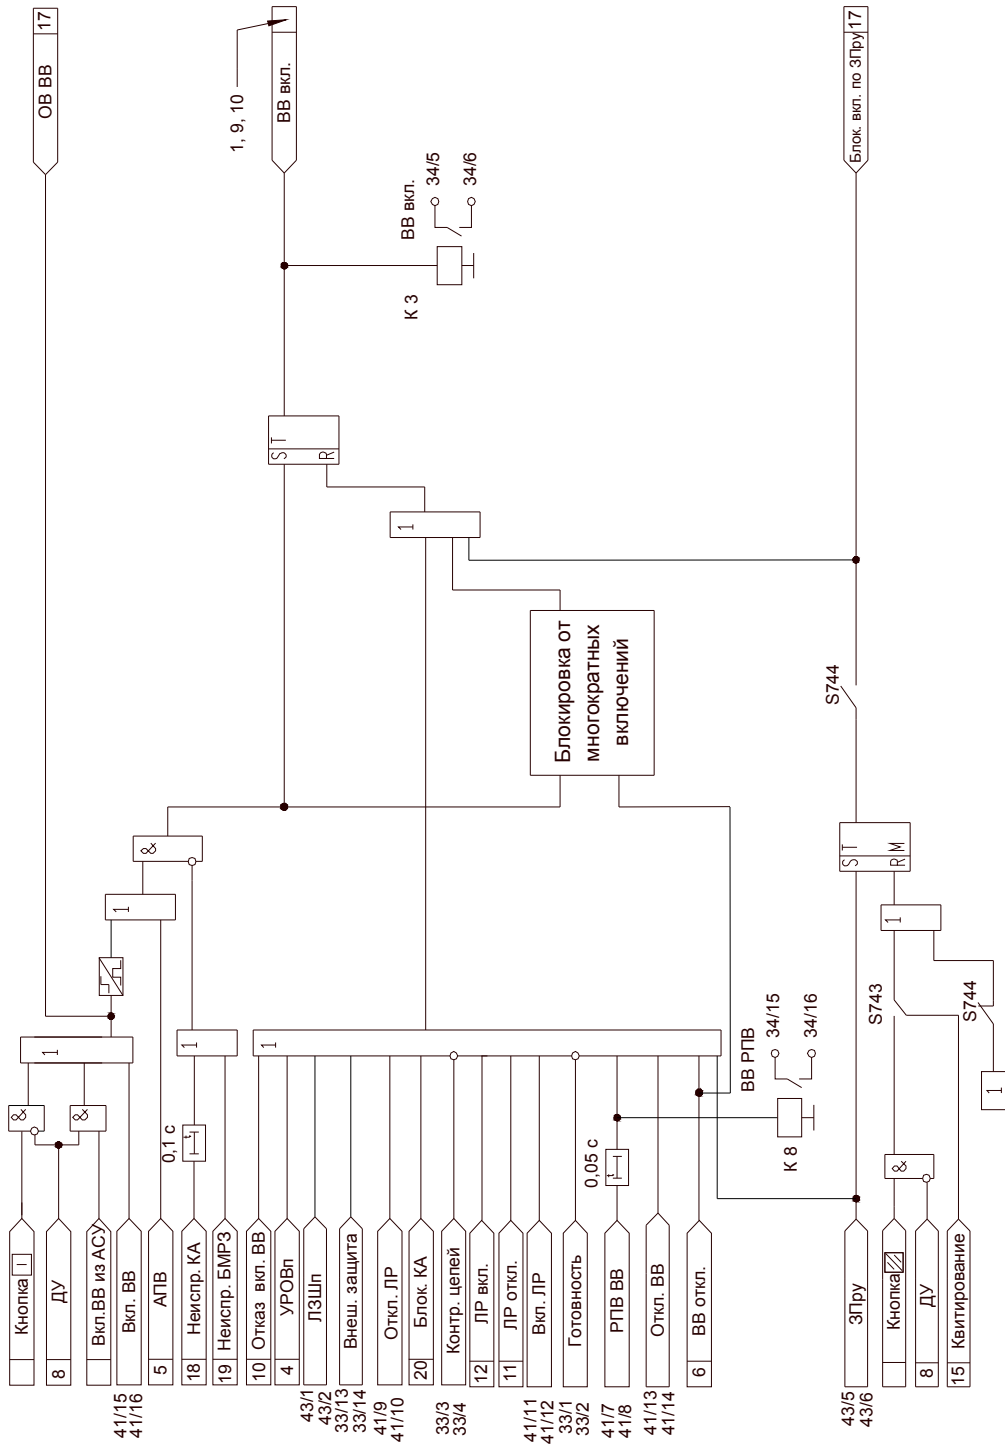 Кнопка I
8 ДУ
Вкл.ВВ из АСУ
41/15
41/16
Вкл. ВВ
5 АПВ
18 Неиспр. КА
19 Неиспр. БМРЗ
10 Отказ вкл. ВВ
4 УРОВп
43/1
43/2
ЛЗШп
33/13
33/14
Внеш. защита
41/9
41/10
Откл. ЛР
20 Блок. КА
33/3
33/4
Контр. цепей
12 ЛР вкл.
11 ЛР откл.
41/11
41/12
Вкл. ЛР
33/1
33/2
Готовность
41/7
41/8
РПВ ВВ
41/13
41/14
Откл. ВВ
6 ВВ откл.
43/5
43/6
ЗПру
Кнопка
8 ДУ
15 Квитирование
&
&
1
0,1 с
t
1
1
&
1
0,05 с
t
К 8
ВВ РПВ
34/15
34/16
&
S743
S744
1
1
S T
R M
S744
Блокировка от
многократных
включений
1
S T
R
К 3
ВВ вкл.
34/5
34/6
ОВ ВВ 17
1, 9, 10
ВВ вкл.
Блок. вкл. по ЗПру 17